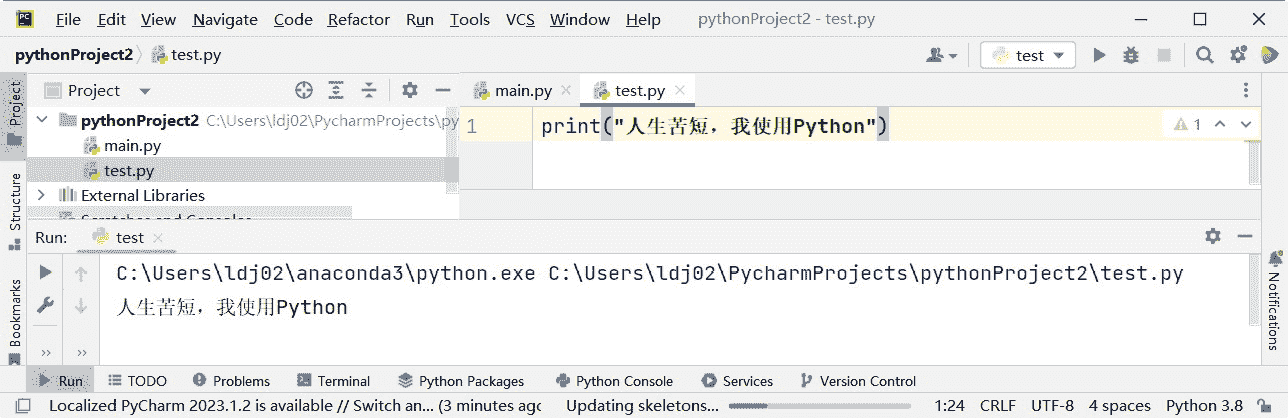 PC File Edit View Navigate Code Refactor Run Tools VCS Window Help pythonProject2 - test.py
pythonProject2 test.py test
Project
main.py test.py
pythonProject2 C:\Users\ldj02\PycharmProjects\py
main.py
test.py
External Libraries
Scratches and Consoles
1 print("人生苦短，我使用Python") 1
Project
Structure
Bookmarks
Run: test
C:\Users\ldj02\anaconda3\python.exe C:\Users\ldj02\PycharmProjects\pythonProject2\test.py
人生苦短，我使用Python
Notifications
Run TODO Problems Terminal Python Packages Python Console Services Version Control
Localized PyCharm 2023.1.2 is available // Switch an... (3 minutes ago Updating skeletons... 1:24 CRLF UTF-8 4 spaces Python 3.8